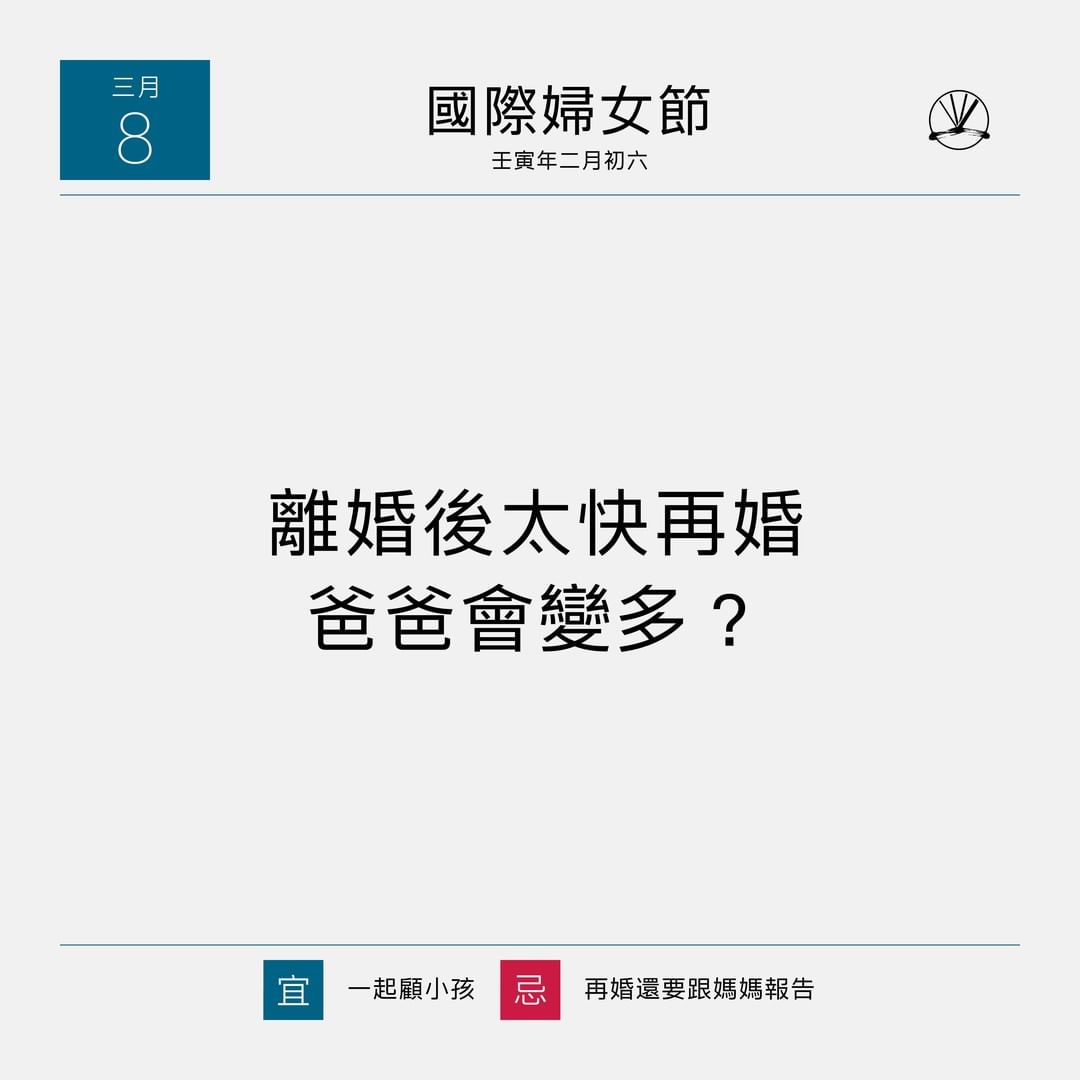 三月
8
國際婦女節
壬寅年二月初六
離婚後太快再婚
爸爸會變多？
宜 一起顧小孩 忌 再婚還要跟媽媽報告